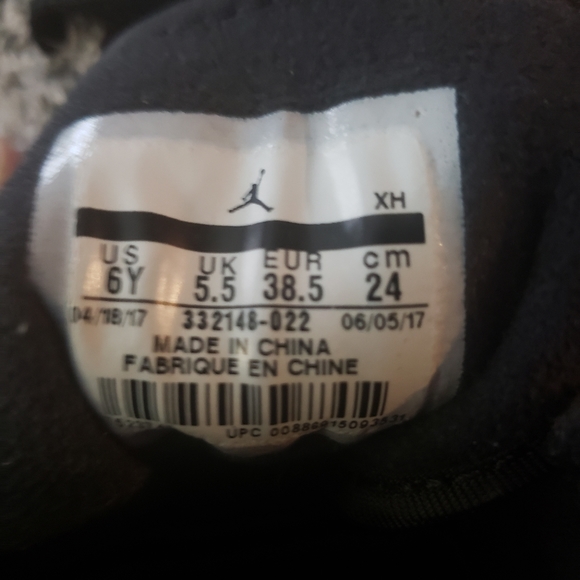 XH
US UK EUR cm
6Y 5.5 38.5 24
04/18/17 332148-022 06/05/17
MADE IN CHINA
FABRIQUE EN CHINE
UPC